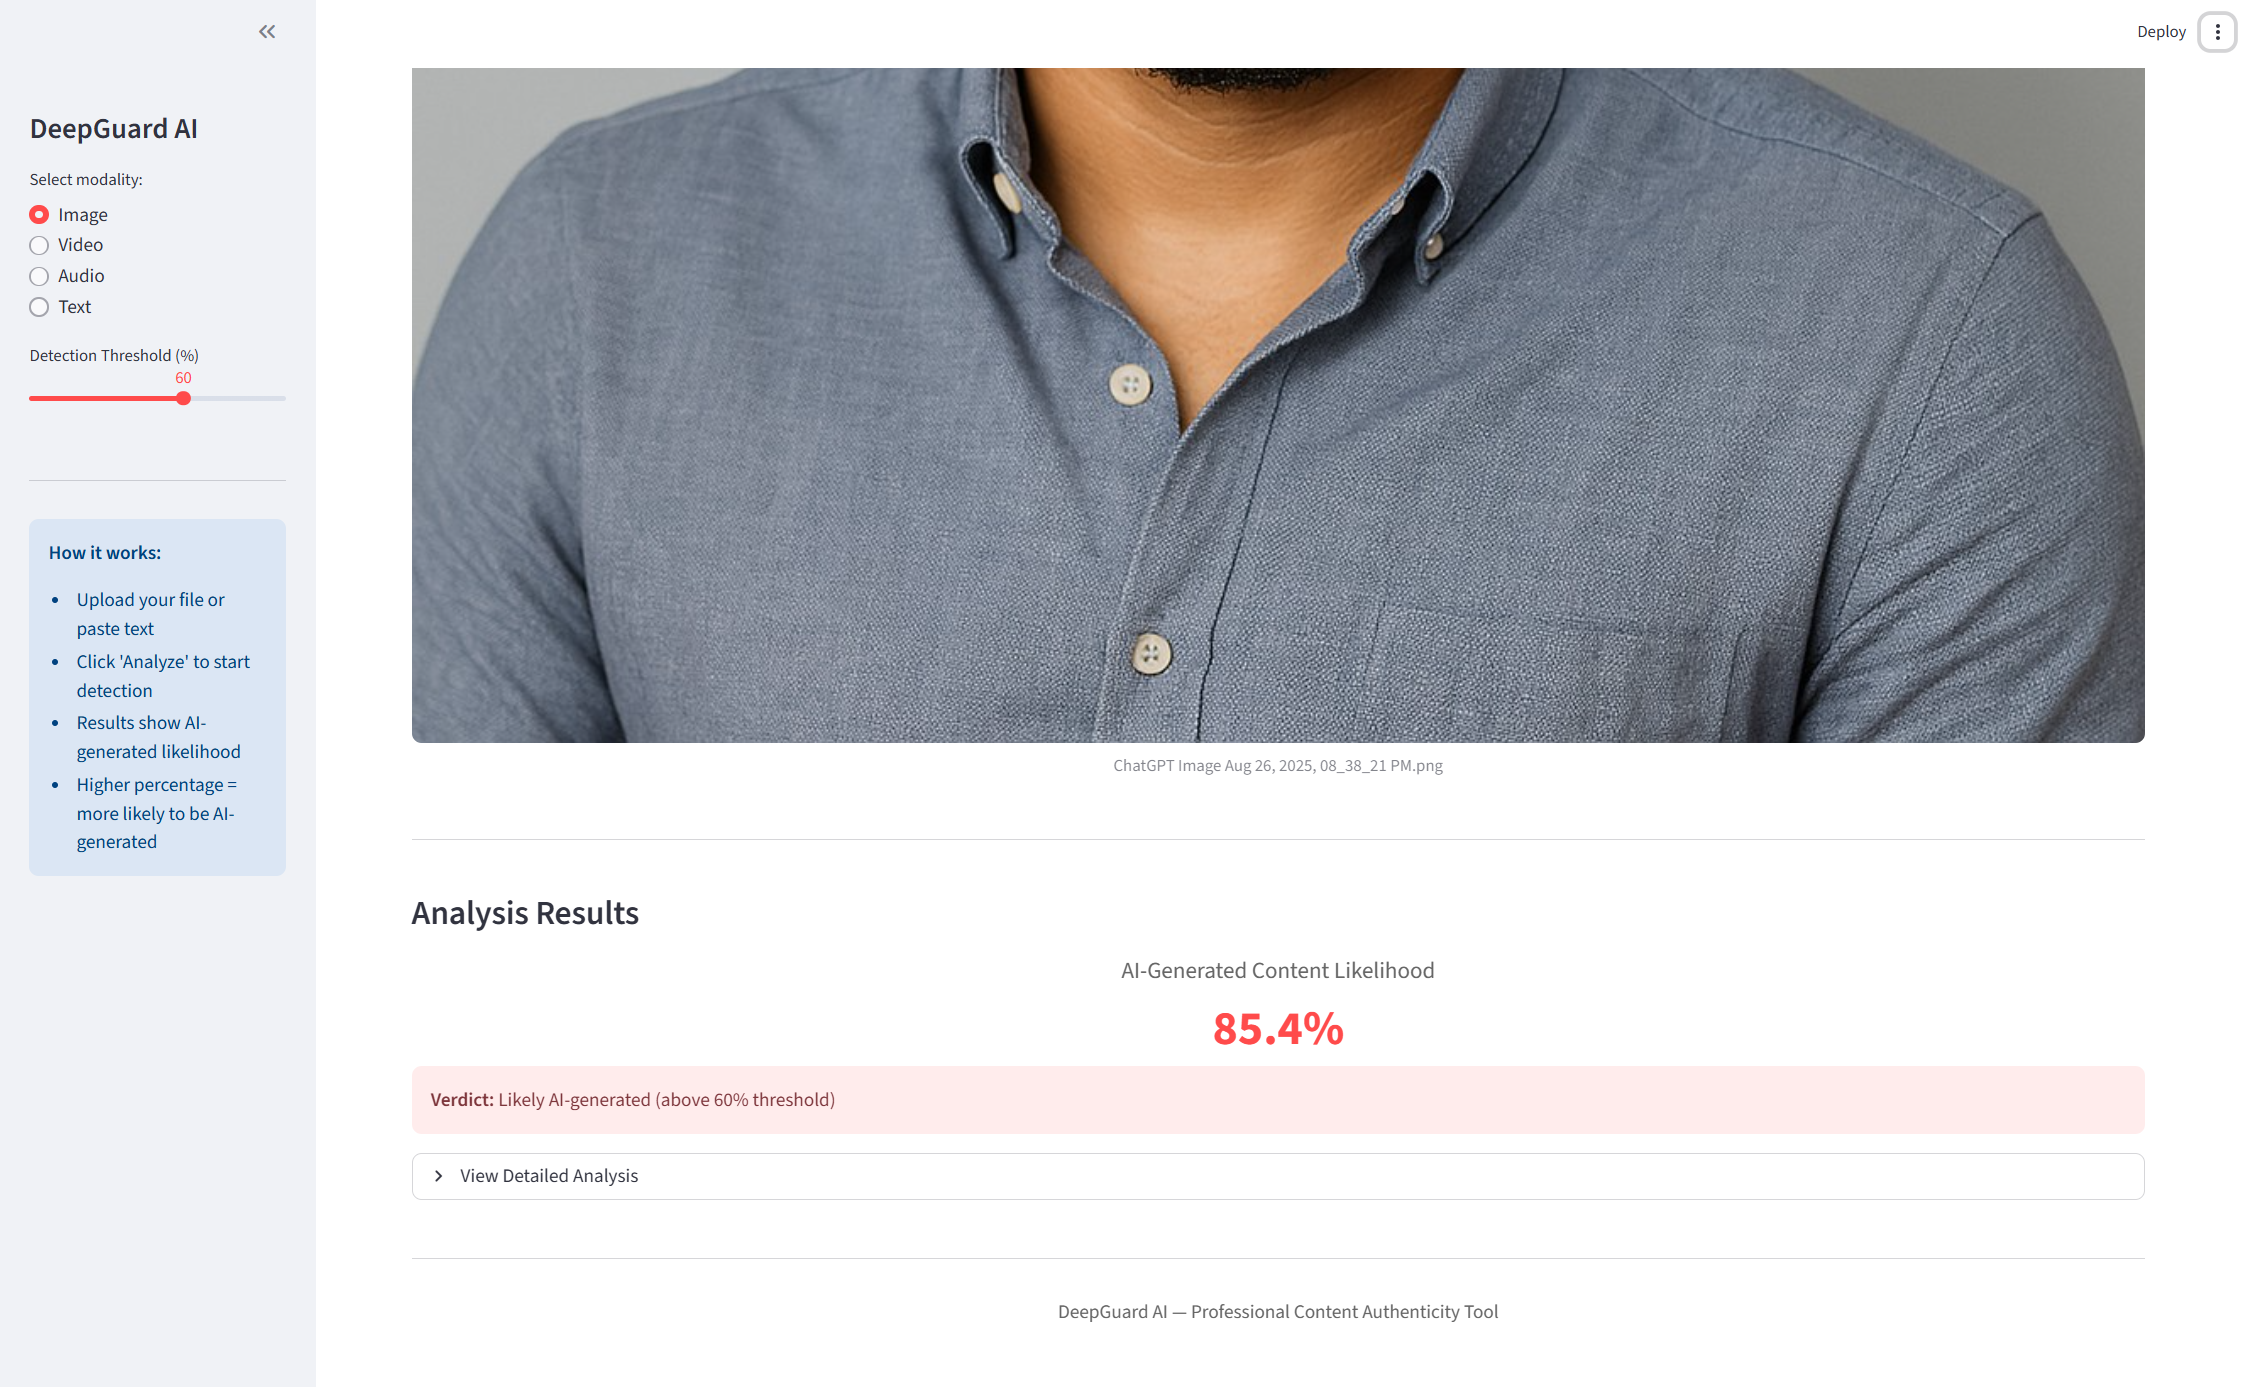 Deploy
DeepGuard AI
Select modality:
Image
Video
Audio
Text
Detection Threshold (%)
60
How it works:
Upload your file or
paste text
Click 'Analyze' to start
detection
Results show AI-
generated likelihood
Higher percentage =
more likely to be AI-
generated
ChatGPT Image Aug 26, 2025, 08_38_21 PM.png
Analysis Results
AI-Generated Content Likelihood
85.4%
Verdict: Likely AI-generated (above 60% threshold)
View Detailed Analysis
DeepGuard AI — Professional Content Authenticity Tool